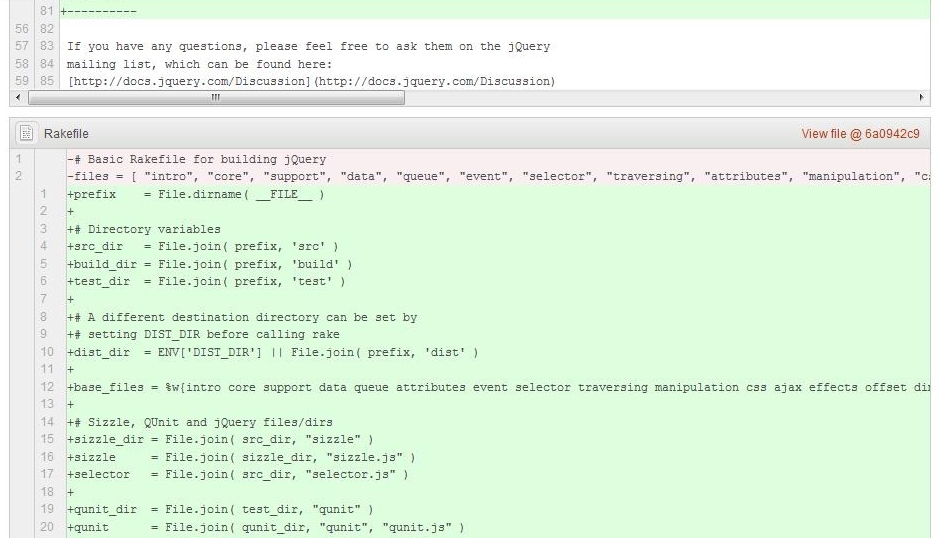 81 +----------
56 82
57 83 If you have any questions, please feel free to ask them on the jQuery
58 84 mailing list, which can be found here:
59 85 [http://docs.jquery.com/Discussion](http://docs.jquery.com/Discussion)
Rakefile View file @ 6a0942c9
1 -# Basic Rakefile for building jQuery
2 -files = [ "intro", "core", "support", "data", "queue", "event", "selector", "traversing", "attributes", "manipulation", "c
1 +prefix    = File.dirname( __FILE__ )
2 +
3 +# Directory variables
4 +src_dir   = File.join( prefix, 'src' )
5 +build_dir = File.join( prefix, 'build' )
6 +test_dir  = File.join( prefix, 'test' )
7 +
8 +# A different destination directory can be set by
9 +# setting DIST_DIR before calling rake
10 +dist_dir  = ENV['DIST_DIR'] || File.join( prefix, 'dist' )
11 +
12 +base_files = %w{intro core support data queue attributes event selector traversing manipulation css ajax effects offset di
13 +
14 +# Sizzle, QUnit and jQuery files/dirs
15 +sizzle_dir = File.join( src_dir, "sizzle" )
16 +sizzle     = File.join( sizzle_dir, "sizzle.js" )
17 +selector   = File.join( src_dir, "selector.js" )
18 +
19 +qunit_dir  = File.join( test_dir, "qunit" )
20 +qunit      = File.join( qunit_dir, "qunit", "qunit.js" )